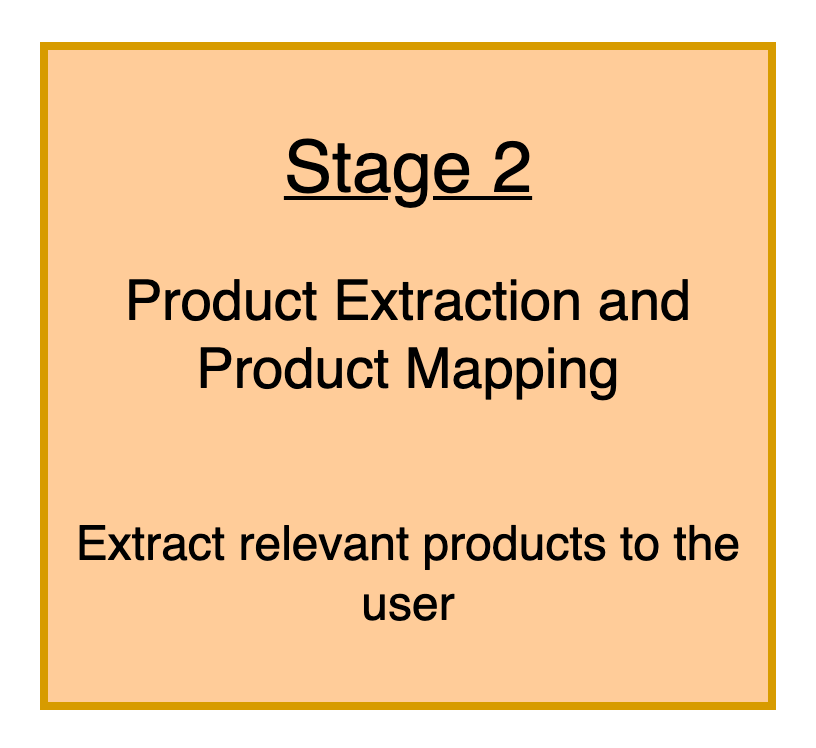 Stage 2
Product Extraction and
Product Mapping
Extract relevant products to the
user